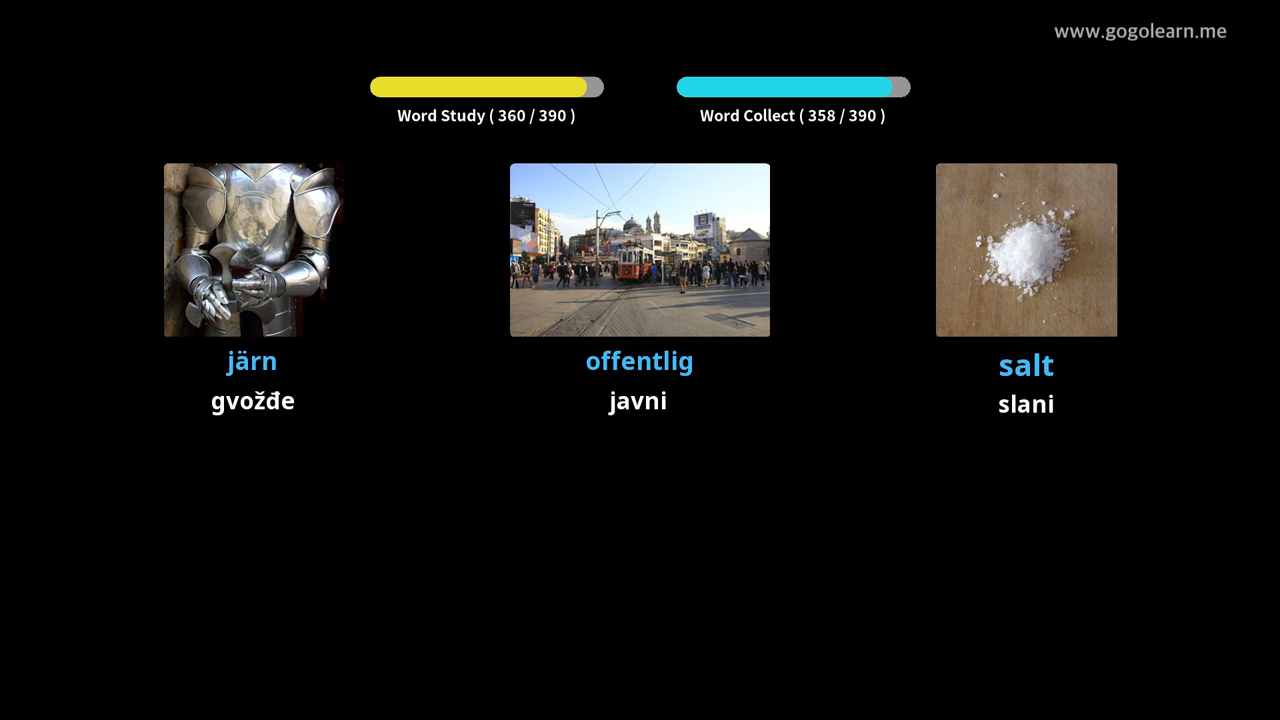 www.gogolearn.me
Word Study ( 360 / 390 )
Word Collect ( 358 / 390 )
järn
offentlig
salt
gvožđe
javni
slani